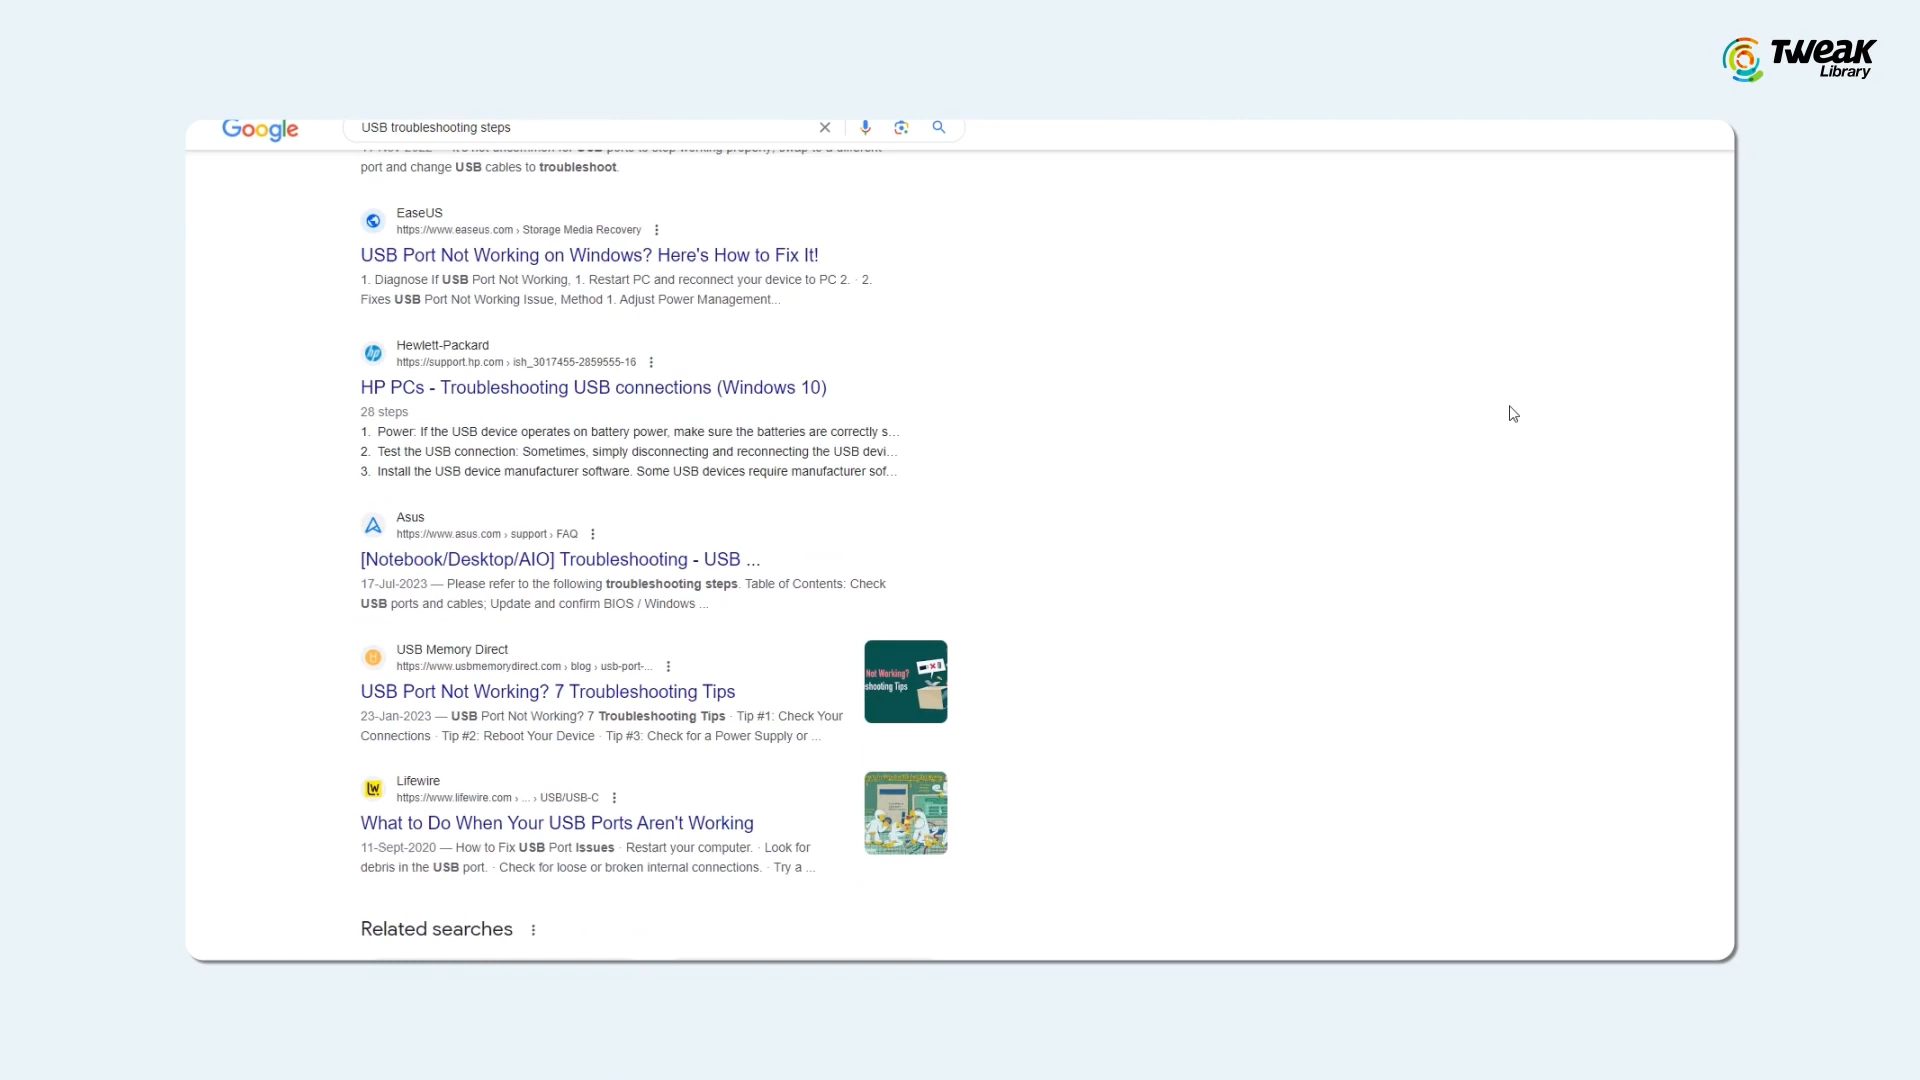 Tweak
Library
Google
USB troubleshooting steps
port and change USB cables to troubleshoot.
EaseUS
https://www.easeus.com › Storage Media Recovery
USB Port Not Working on Windows? Here's How to Fix It!
1. Diagnose If USB Port Not Working, 1. Restart PC and reconnect your device to PC 2. · 2.
Fixes USB Port Not Working Issue, Method 1. Adjust Power Management...
Hewlett-Packard
https://support.hp.com › ish_3017455-2859555-16
HP PCs - Troubleshooting USB connections (Windows 10)
28 steps
1. Power: If the USB device operates on battery power, make sure the batteries are correctly s...
2. Test the USB connection: Sometimes, simply disconnecting and reconnecting the USB devi...
3. Install the USB device manufacturer software. Some USB devices require manufacturer sof...
Asus
https://www.asus.com › support › FAQ
[Notebook/Desktop/AIO] Troubleshooting - USB ...
17-Jul-2023 — Please refer to the following troubleshooting steps. Table of Contents: Check
USB ports and cables; Update and confirm BIOS / Windows ...
USB Memory Direct
https://www.usbmemorydirect.com › blog › usb-port-...
USB Port Not Working? 7 Troubleshooting Tips
23-Jan-2023 — USB Port Not Working? 7 Troubleshooting Tips · Tip #1: Check Your
Connections · Tip #2: Reboot Your Device · Tip #3: Check for a Power Supply or ...
Not Working?
shooting Tips
Lifewire
https://www.lifewire.com › ... › USB/USB-C
What to Do When Your USB Ports Aren't Working
11-Sept-2020 — How to Fix USB Port Issues · Restart your computer. · Look for
debris in the USB port. · Check for loose or broken internal connections. · Try a ...
Related searches